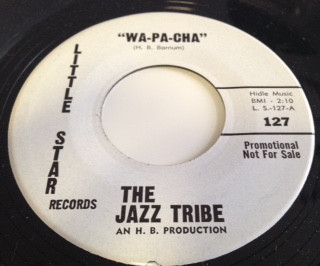 "WA-PA-CHA"
(H. B. Barnum)
LITTLE STAR
RECORDS
Hidle Music
BMI - 2:10
L. S.-127-A
127
Promotional
Not For Sale
THE
JAZZ TRIBE
AN H. B. PRODUCTION